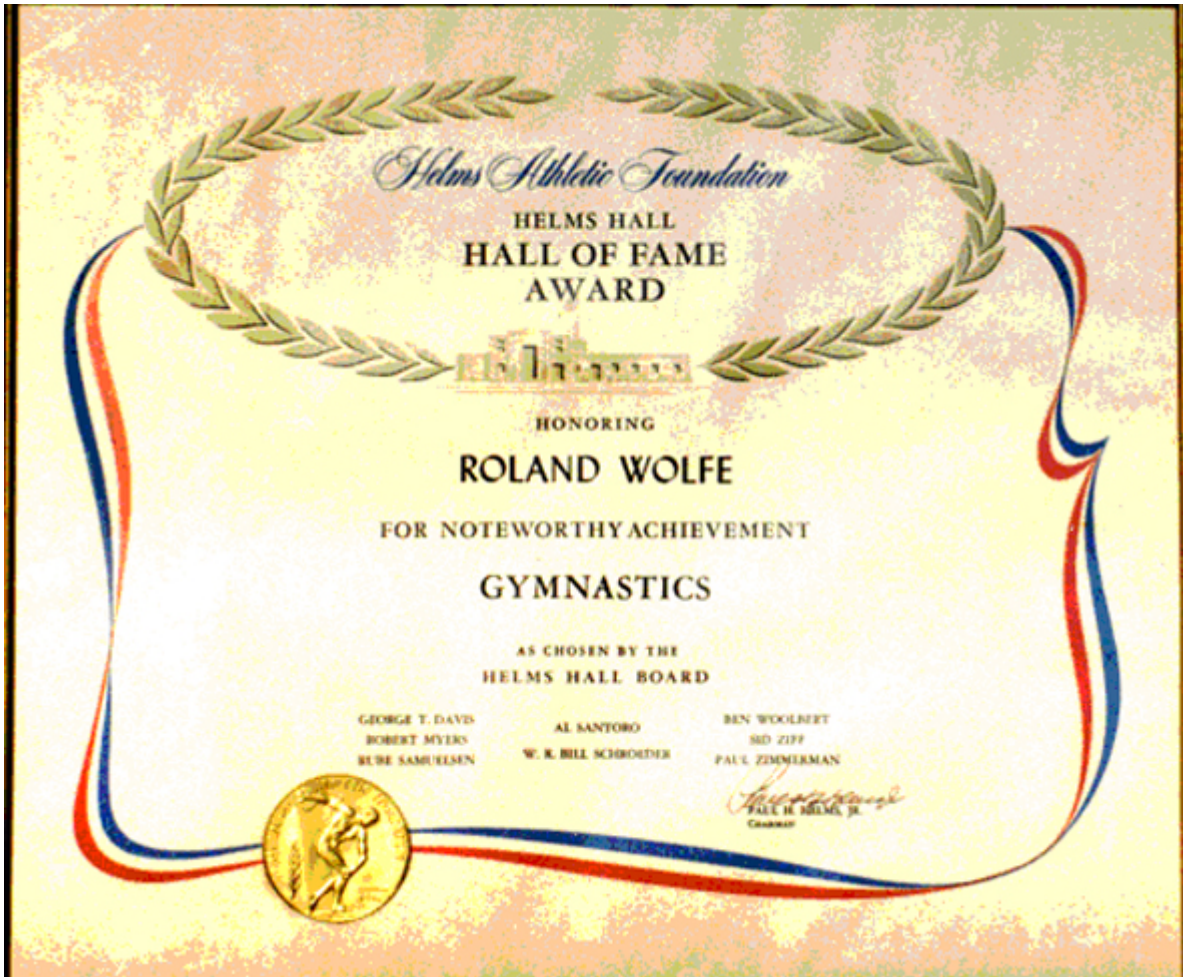 Helms Athletic Foundation
HELMS HALL
HALL OF FAME
AWARD
HONORING
ROLAND WOLFE
FOR NOTEWORTHY ACHIEVEMENT
GYMNASTICS
AS CHOSEN BY THE
HELMS HALL BOARD
GEORGE T. DAVIS
ROBERT MYERS
RUBE SAMUELSEN
AL SANTORO
W. R. BILL SCHROEDER
BEN WOOLBERT
SID ZIFF
PAUL ZIMMERMAN
PAUL H. HELMS, JR.
CHAIRMAN